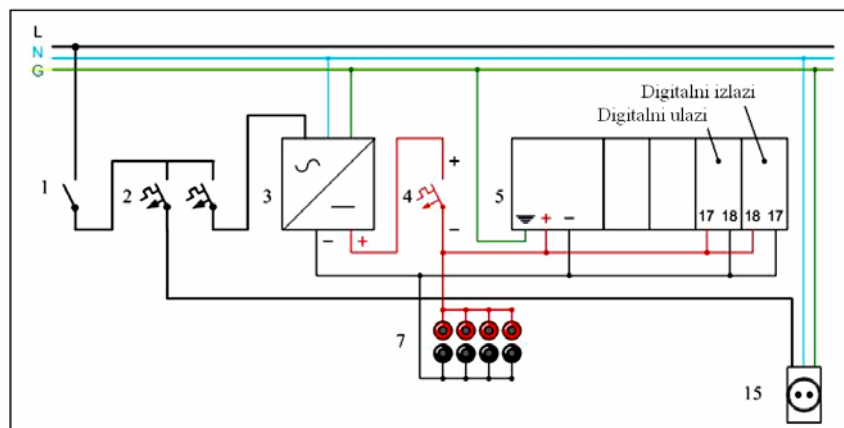 L
N
G
Digitalni izlazi
Digitalni ulazi
1 2 3 4 + 5
17 18 18 17
− + − + −
7
15